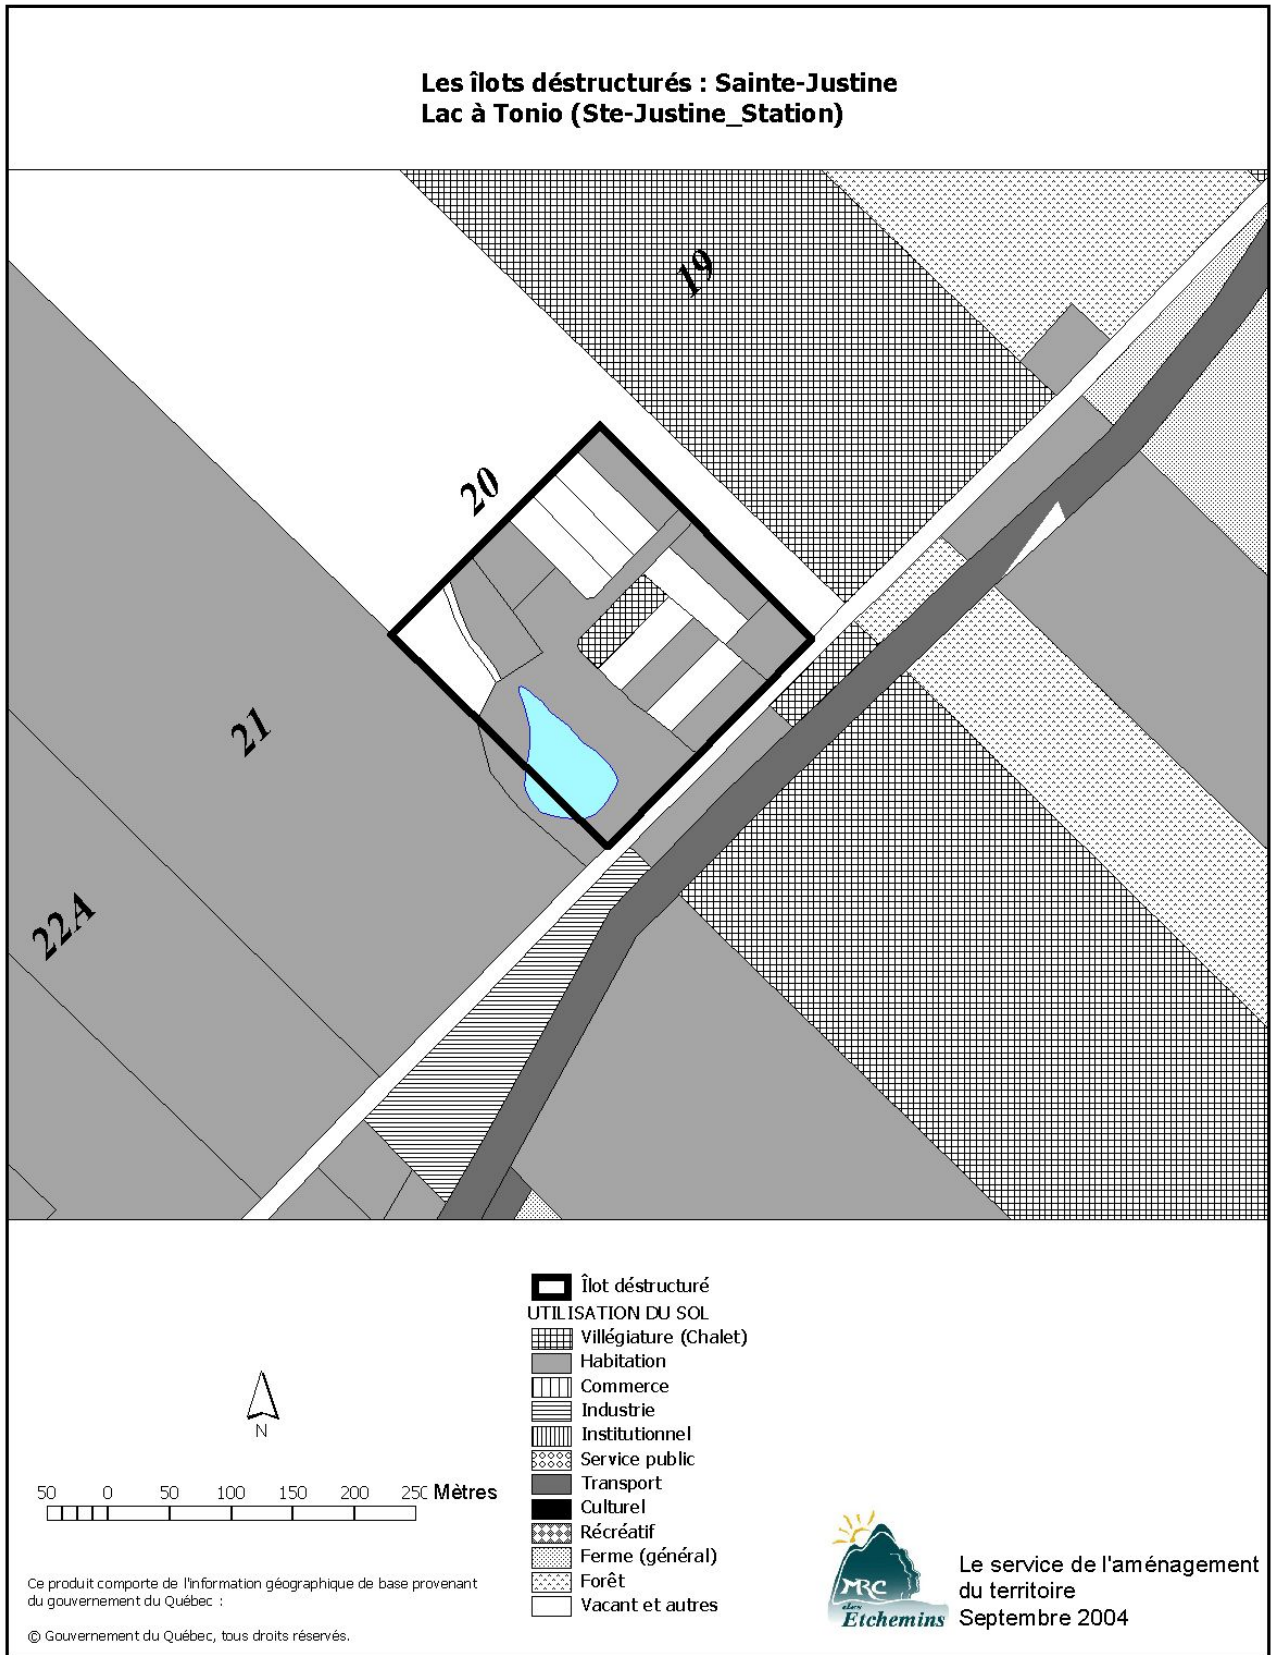 Les îlots déstructurés : Sainte-Justine
Lac à Tonio (Ste-Justine_Station)
19
20
21
22A
Îlot déstructuré
UTILISATION DU SOL
Villégiature (Chalet)
Habitation
Commerce
Industrie
Institutionnel
Service public
Transport
Culturel
Récréatif
Ferme (général)
Forêt
Vacant et autres
N
50 0 50 100 150 200 250 Mètres
Ce produit comporte de l'information géographique de base provenant
du gouvernement du Québec :
© Gouvernement du Québec, tous droits réservés.
MRC
des
Etchemins
Le service de l'aménagement
du territoire
Septembre 2004